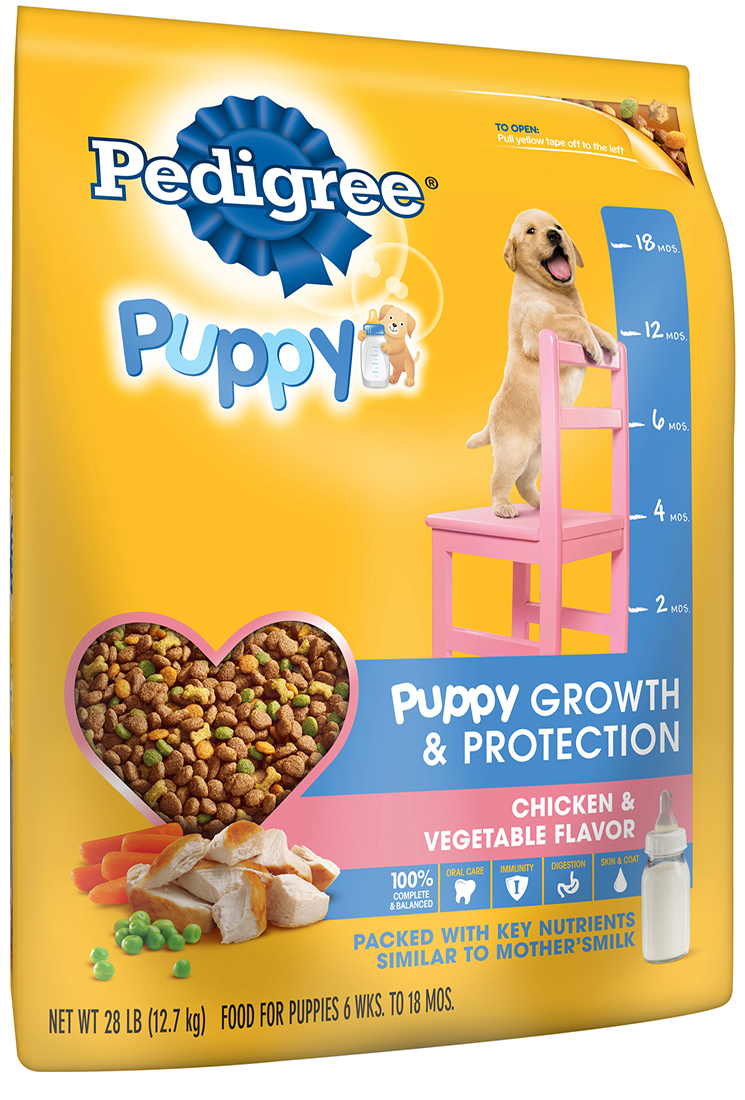 TO OPEN:
Pull yellow tape off to the left
Pedigree®
Puppy
18 MOS.
12 MOS.
6 MOS.
4 MOS.
2 MOS.
Puppy GROWTH
& PROTECTION
CHICKEN &
VEGETABLE FLAVOR
100%
COMPLETE
& BALANCED
ORAL CARE
IMMUNITY
DIGESTION
SKIN & COAT
PACKED WITH KEY NUTRIENTS
SIMILAR TO MOTHER'SMILK
NET WT 28 LB (12.7 kg) FOOD FOR PUPPIES 6 WKS. TO 18 MOS.